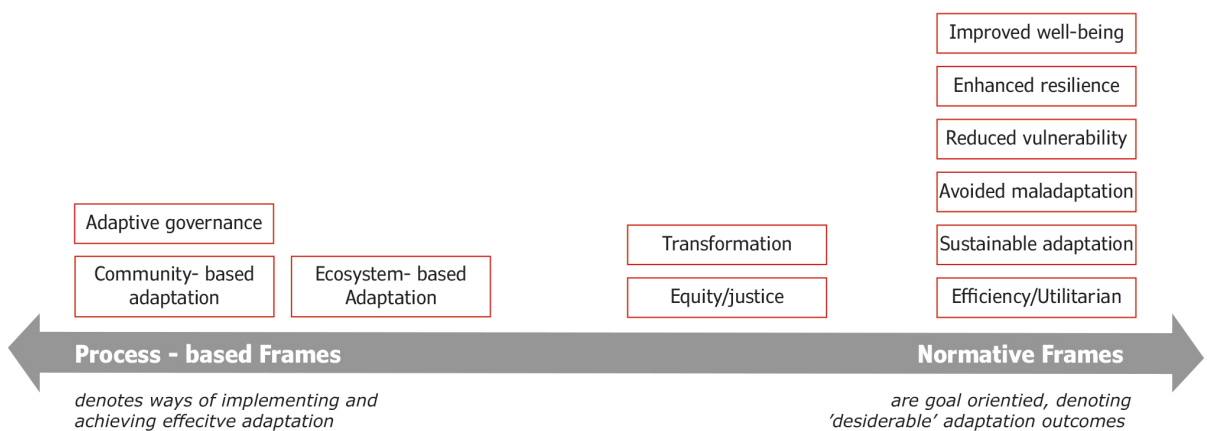 Improved well-being
Enhanced resilience
Reduced vulnerability
Avoided maladaptation
Adaptive governance
Transformation
Sustainable adaptation
Community- based
adaptation
Ecosystem- based
Adaptation
Equity/justice
Efficiency/Utilitarian
Process - based Frames
Normative Frames
denotes ways of implementing and
achieving effecitve adaptation
are goal orientied, denoting
'desiderable' adaptation outcomes